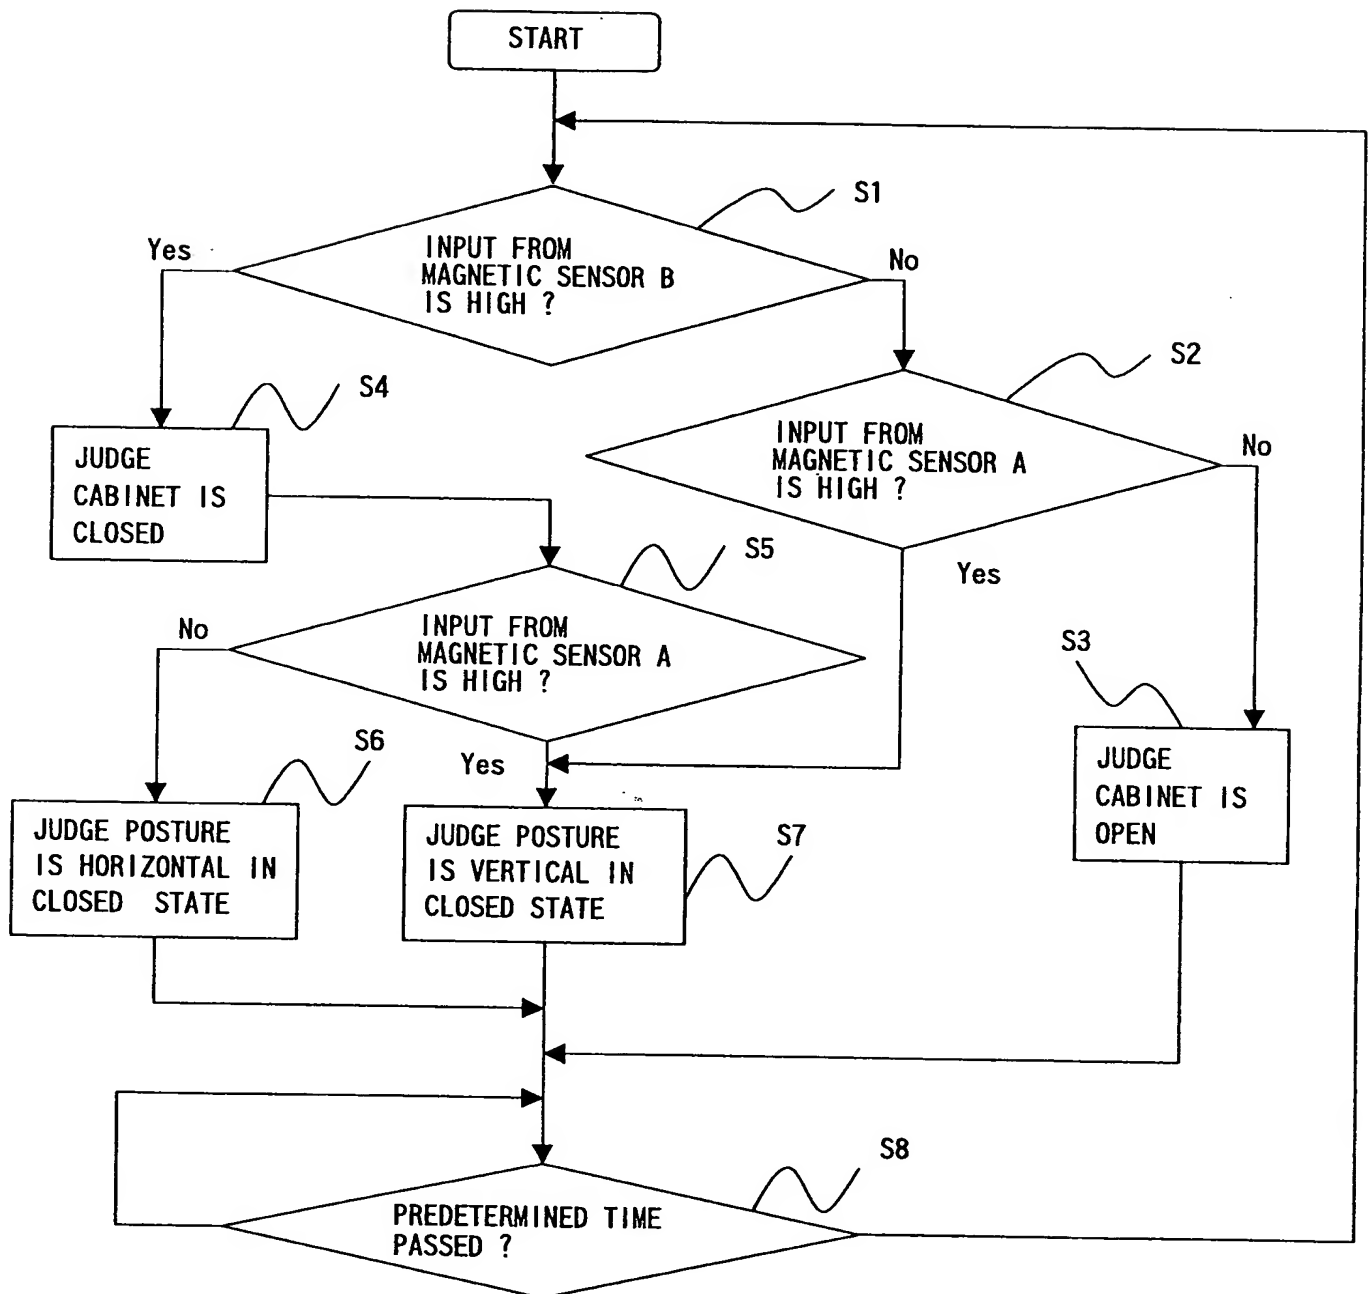 START
S1
Yes
INPUT FROM
MAGNETIC SENSOR B
IS HIGH ?
No
S2
S4
INPUT FROM
MAGNETIC SENSOR A
IS HIGH ?
No
JUDGE
CABINET IS
CLOSED
S5
Yes
No
INPUT FROM
MAGNETIC SENSOR A
IS HIGH ?
S3
S6
Yes
JUDGE
CABINET IS
OPEN
JUDGE POSTURE
IS HORIZONTAL IN
CLOSED STATE
JUDGE POSTURE
IS VERTICAL IN
CLOSED STATE
S7
S8
PREDETERMINED TIME
PASSED ?